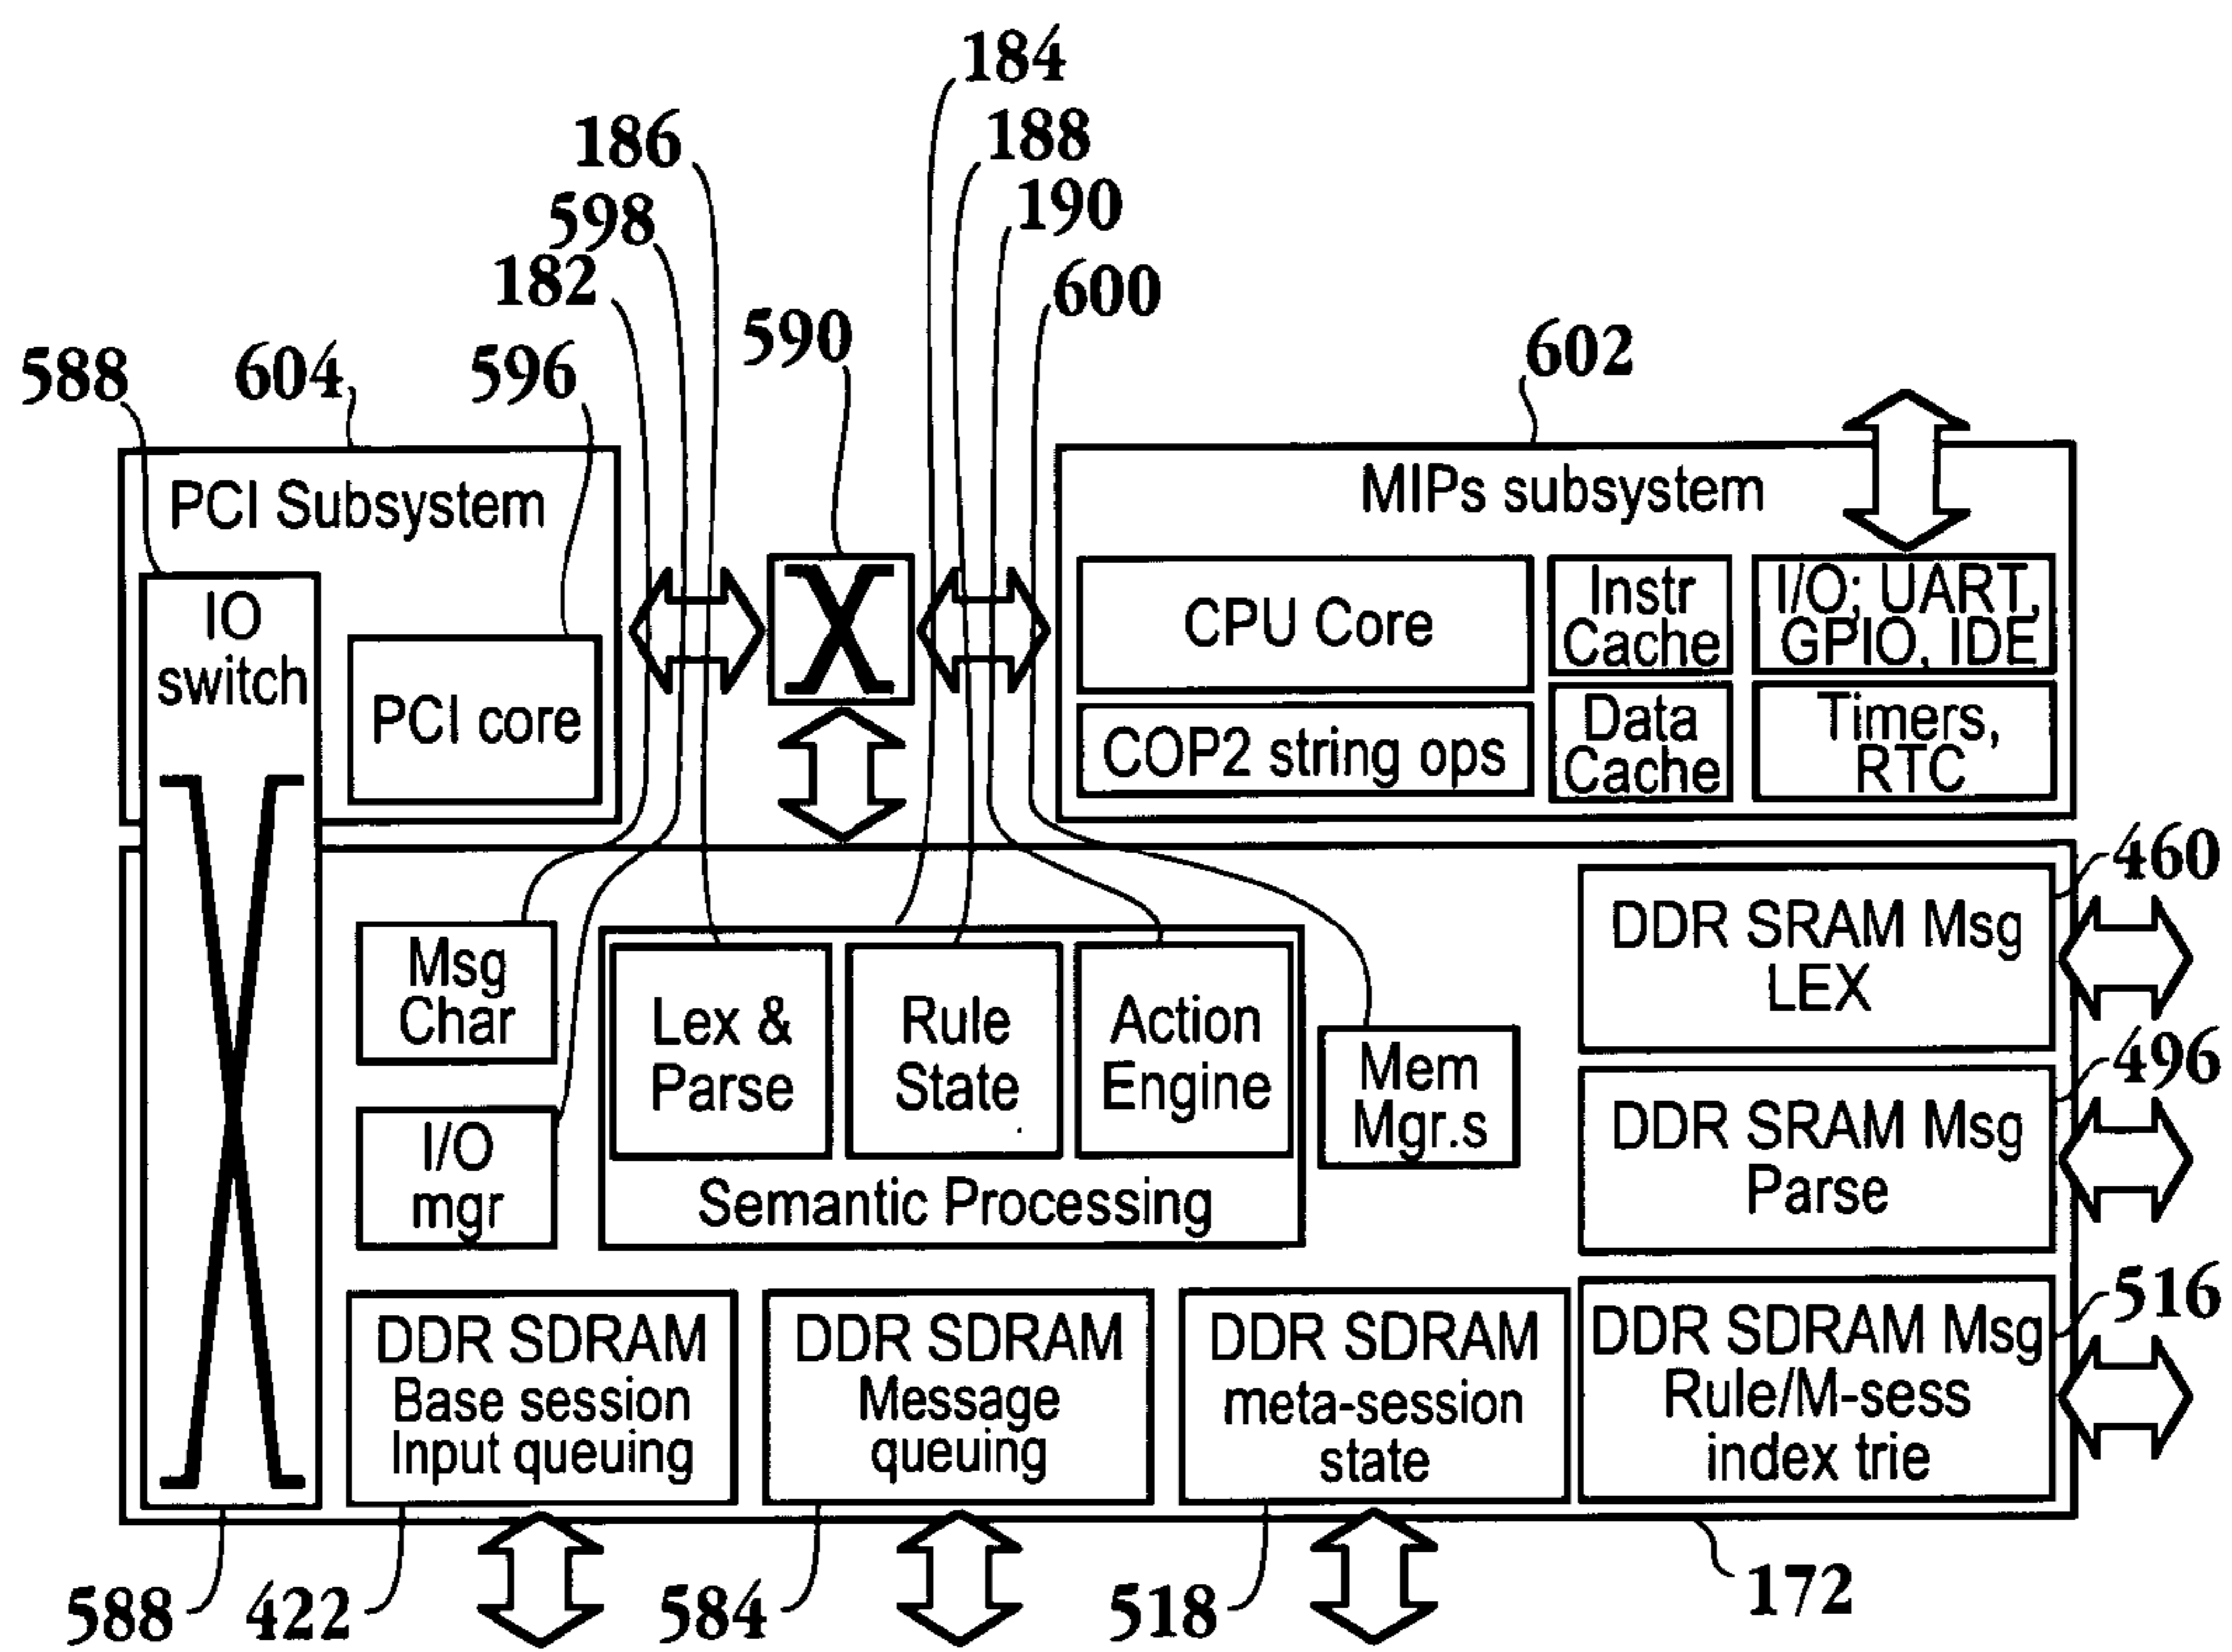 184
186
188
598
190
182
600
590
602
588
604
596
PCI Subsystem
MIPs subsystem
IO
switch
PCI core
CPU Core
Instr
Cache
I/O; UART,
GPIO, IDE
COP2 string ops
Data
Cache
Timers,
RTC
460
Msg
Char
Lex &
Parse
Rule
State
Action
Engine
DDR SRAM Msg
LEX
496
I/O
mgr
Semantic Processing
Mem
Mgr.s
DDR SRAM Msg
Parse
516
DDR SDRAM
Base session
Input queuing
DDR SDRAM
Message
queuing
DDR SDRAM
meta-session
state
DDR SDRAM Msg
Rule/M-sess
index trie
588
422
584
518
172